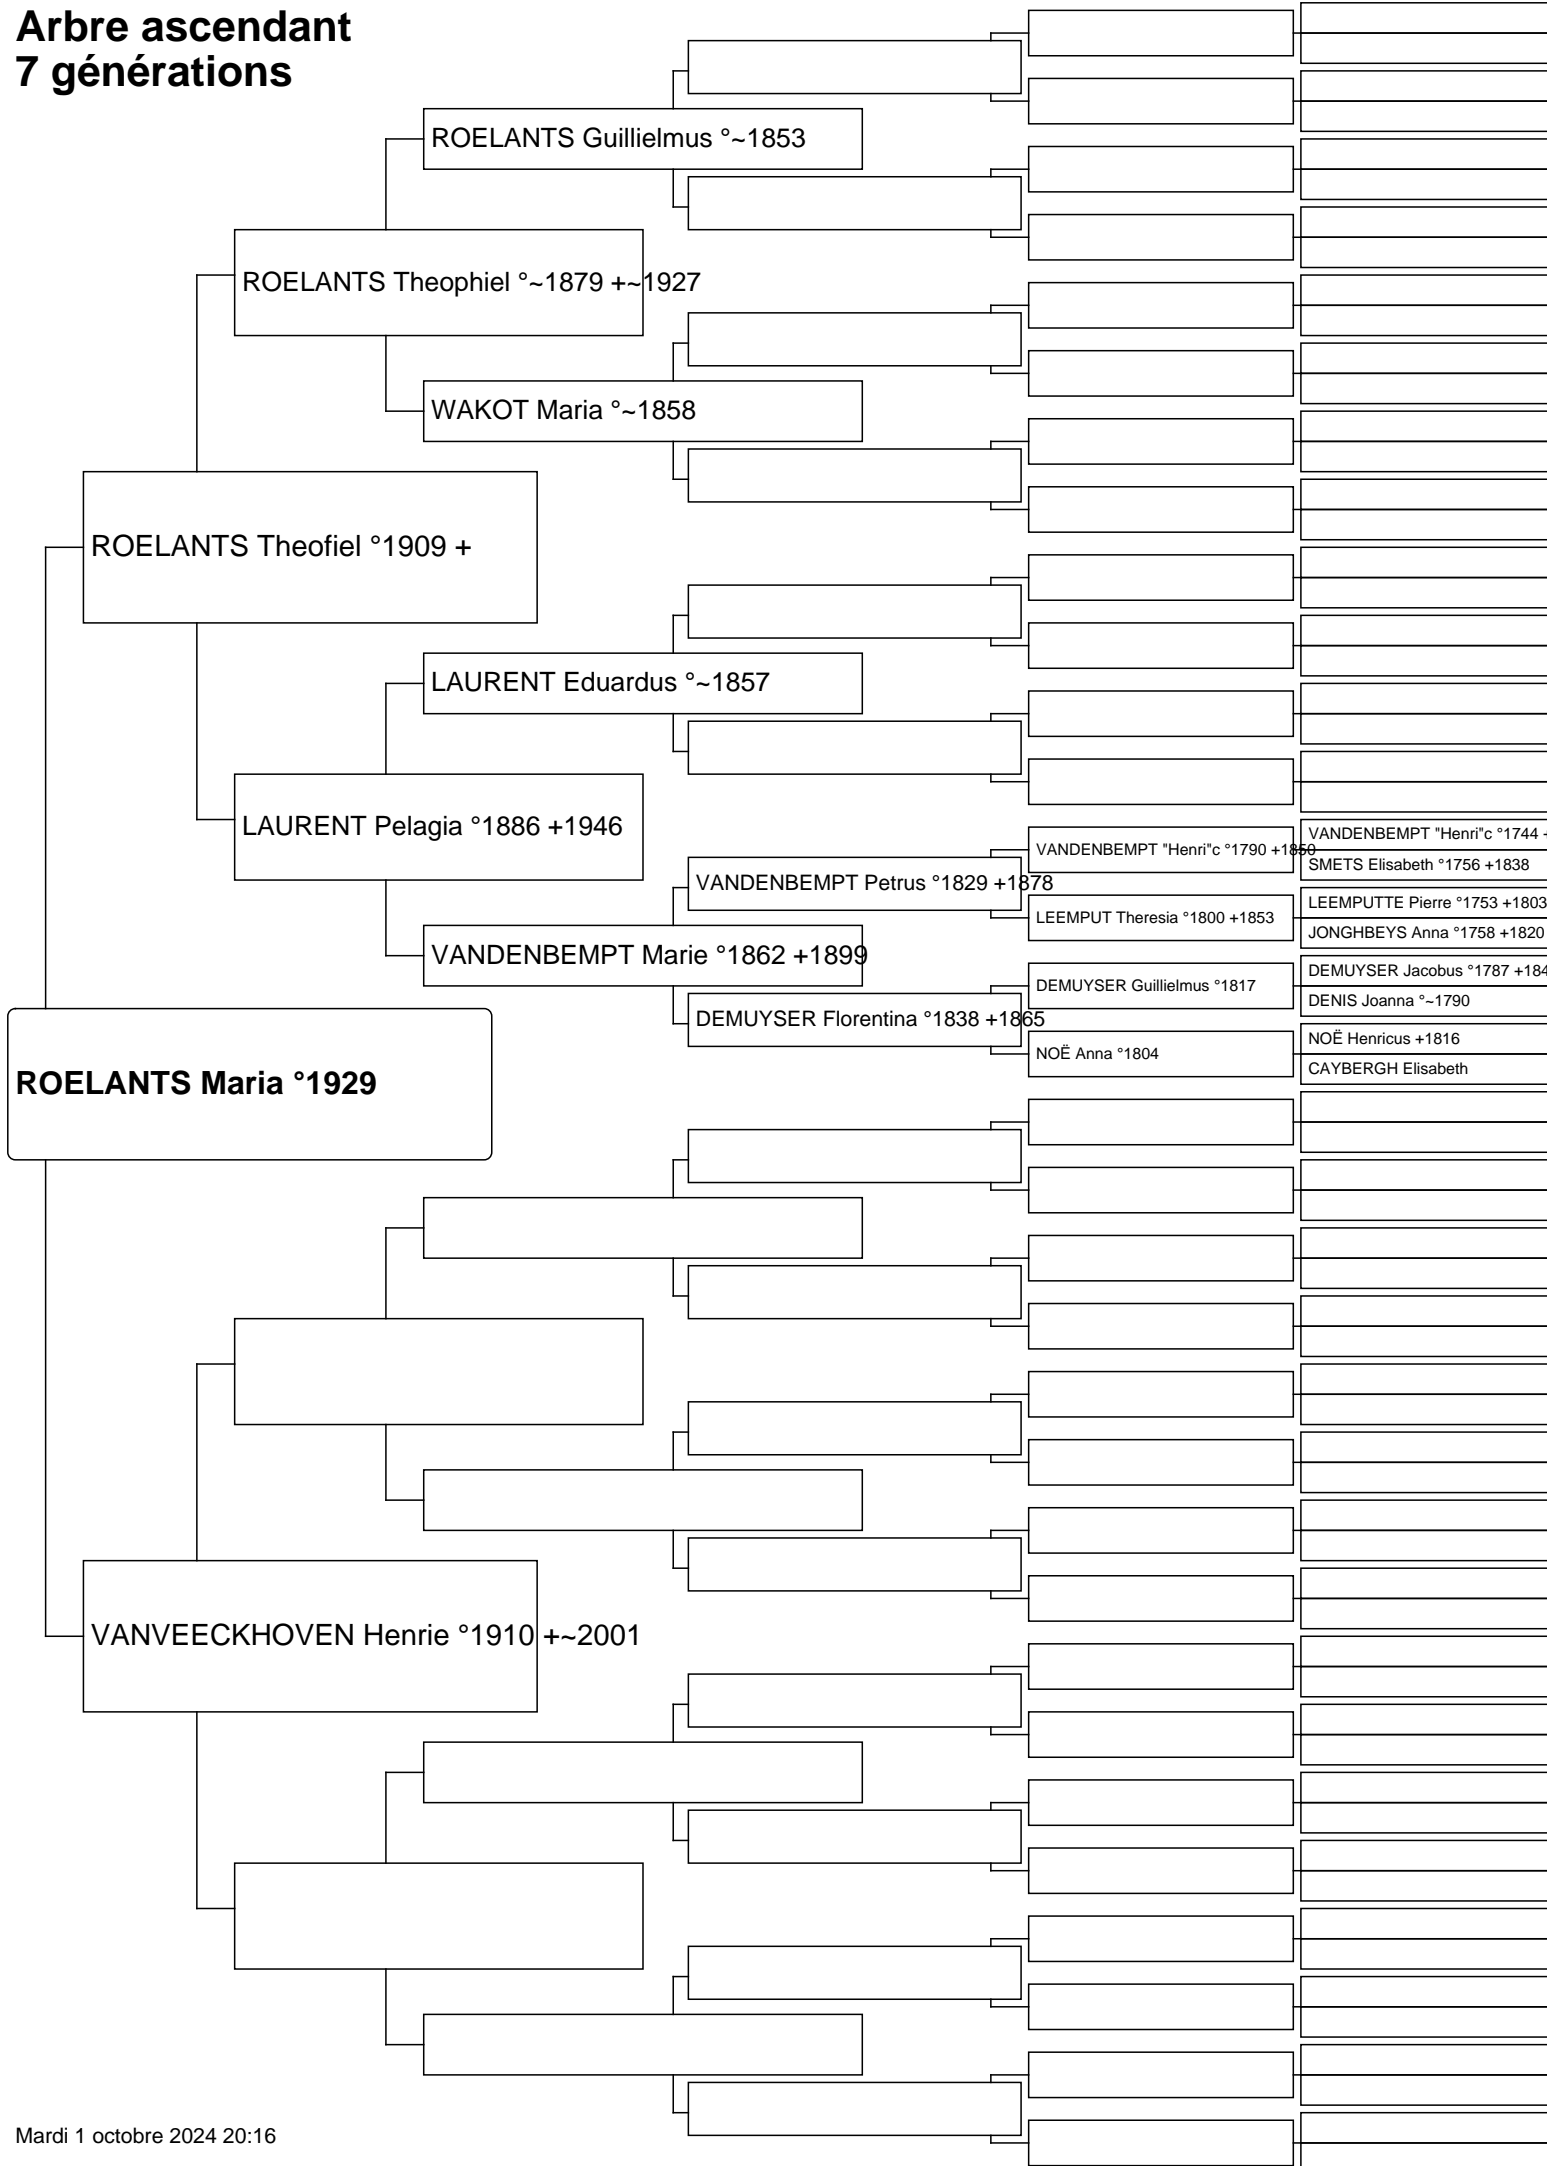 Arbre ascendant
7 générations
ROELANTS Guillielmus °~1853
ROELANTS Theophiel °~1879 +~1927
WAKOT Maria °~1858
ROELANTS Theofiel °1909 +
LAURENT Eduardus °~1857
LAURENT Pelagia °1886 +1946
VANDENBEMPT "Henri"c °1744 +
VANDENBEMPT "Henri"c °1790 +1850
SMETS Elisabeth °1756 +1838
VANDENBEMPT Petrus °1829 +1878
LEEMPUTTE Pierre °1753 +1803
LEEMPUT Theresia °1800 +1853
JONGHBEYS Anna °1758 +1820
VANDENBEMPT Marie °1862 +1899
DEMUYSER Jacobus °1787 +184
DEMUYSER Guillielmus °1817
DENIS Joanna °~1790
DEMUYSER Florentina °1838 +1865
NOË Henricus +1816
NOË Anna °1804
CAYBERGH Elisabeth
ROELANTS Maria °1929
VANVEECKHOVEN Henrie °1910 +~2001
Mardi 1 octobre 2024 20:16